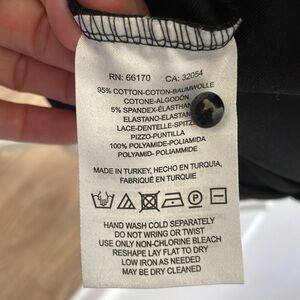 RN: 66170 CA: 32054
95% COTTON-COTON-BAUMWOLLE
COTONE-ALGODÓN
5% SPANDEX-ÉLASTHAN
ELASTANO-ELASTAN
LACE-DENTELLE-SPITZE
PIZZO-PUNTILLA
100% POLYAMIDE-POLIAMIDA
POLYAMID- POLIAMMIDE
MADE IN TURKEY, HECHO EN TURQUIA,
FABRIQUÉ EN TURQUIE
HAND WASH COLD SEPARATELY
DO NOT WRING OR TWIST
USE ONLY NON-CHLORINE BLEACH
RESHAPE LAY FLAT TO DRY
LOW IRON AS NEEDED
MAY BE DRY CLEANED